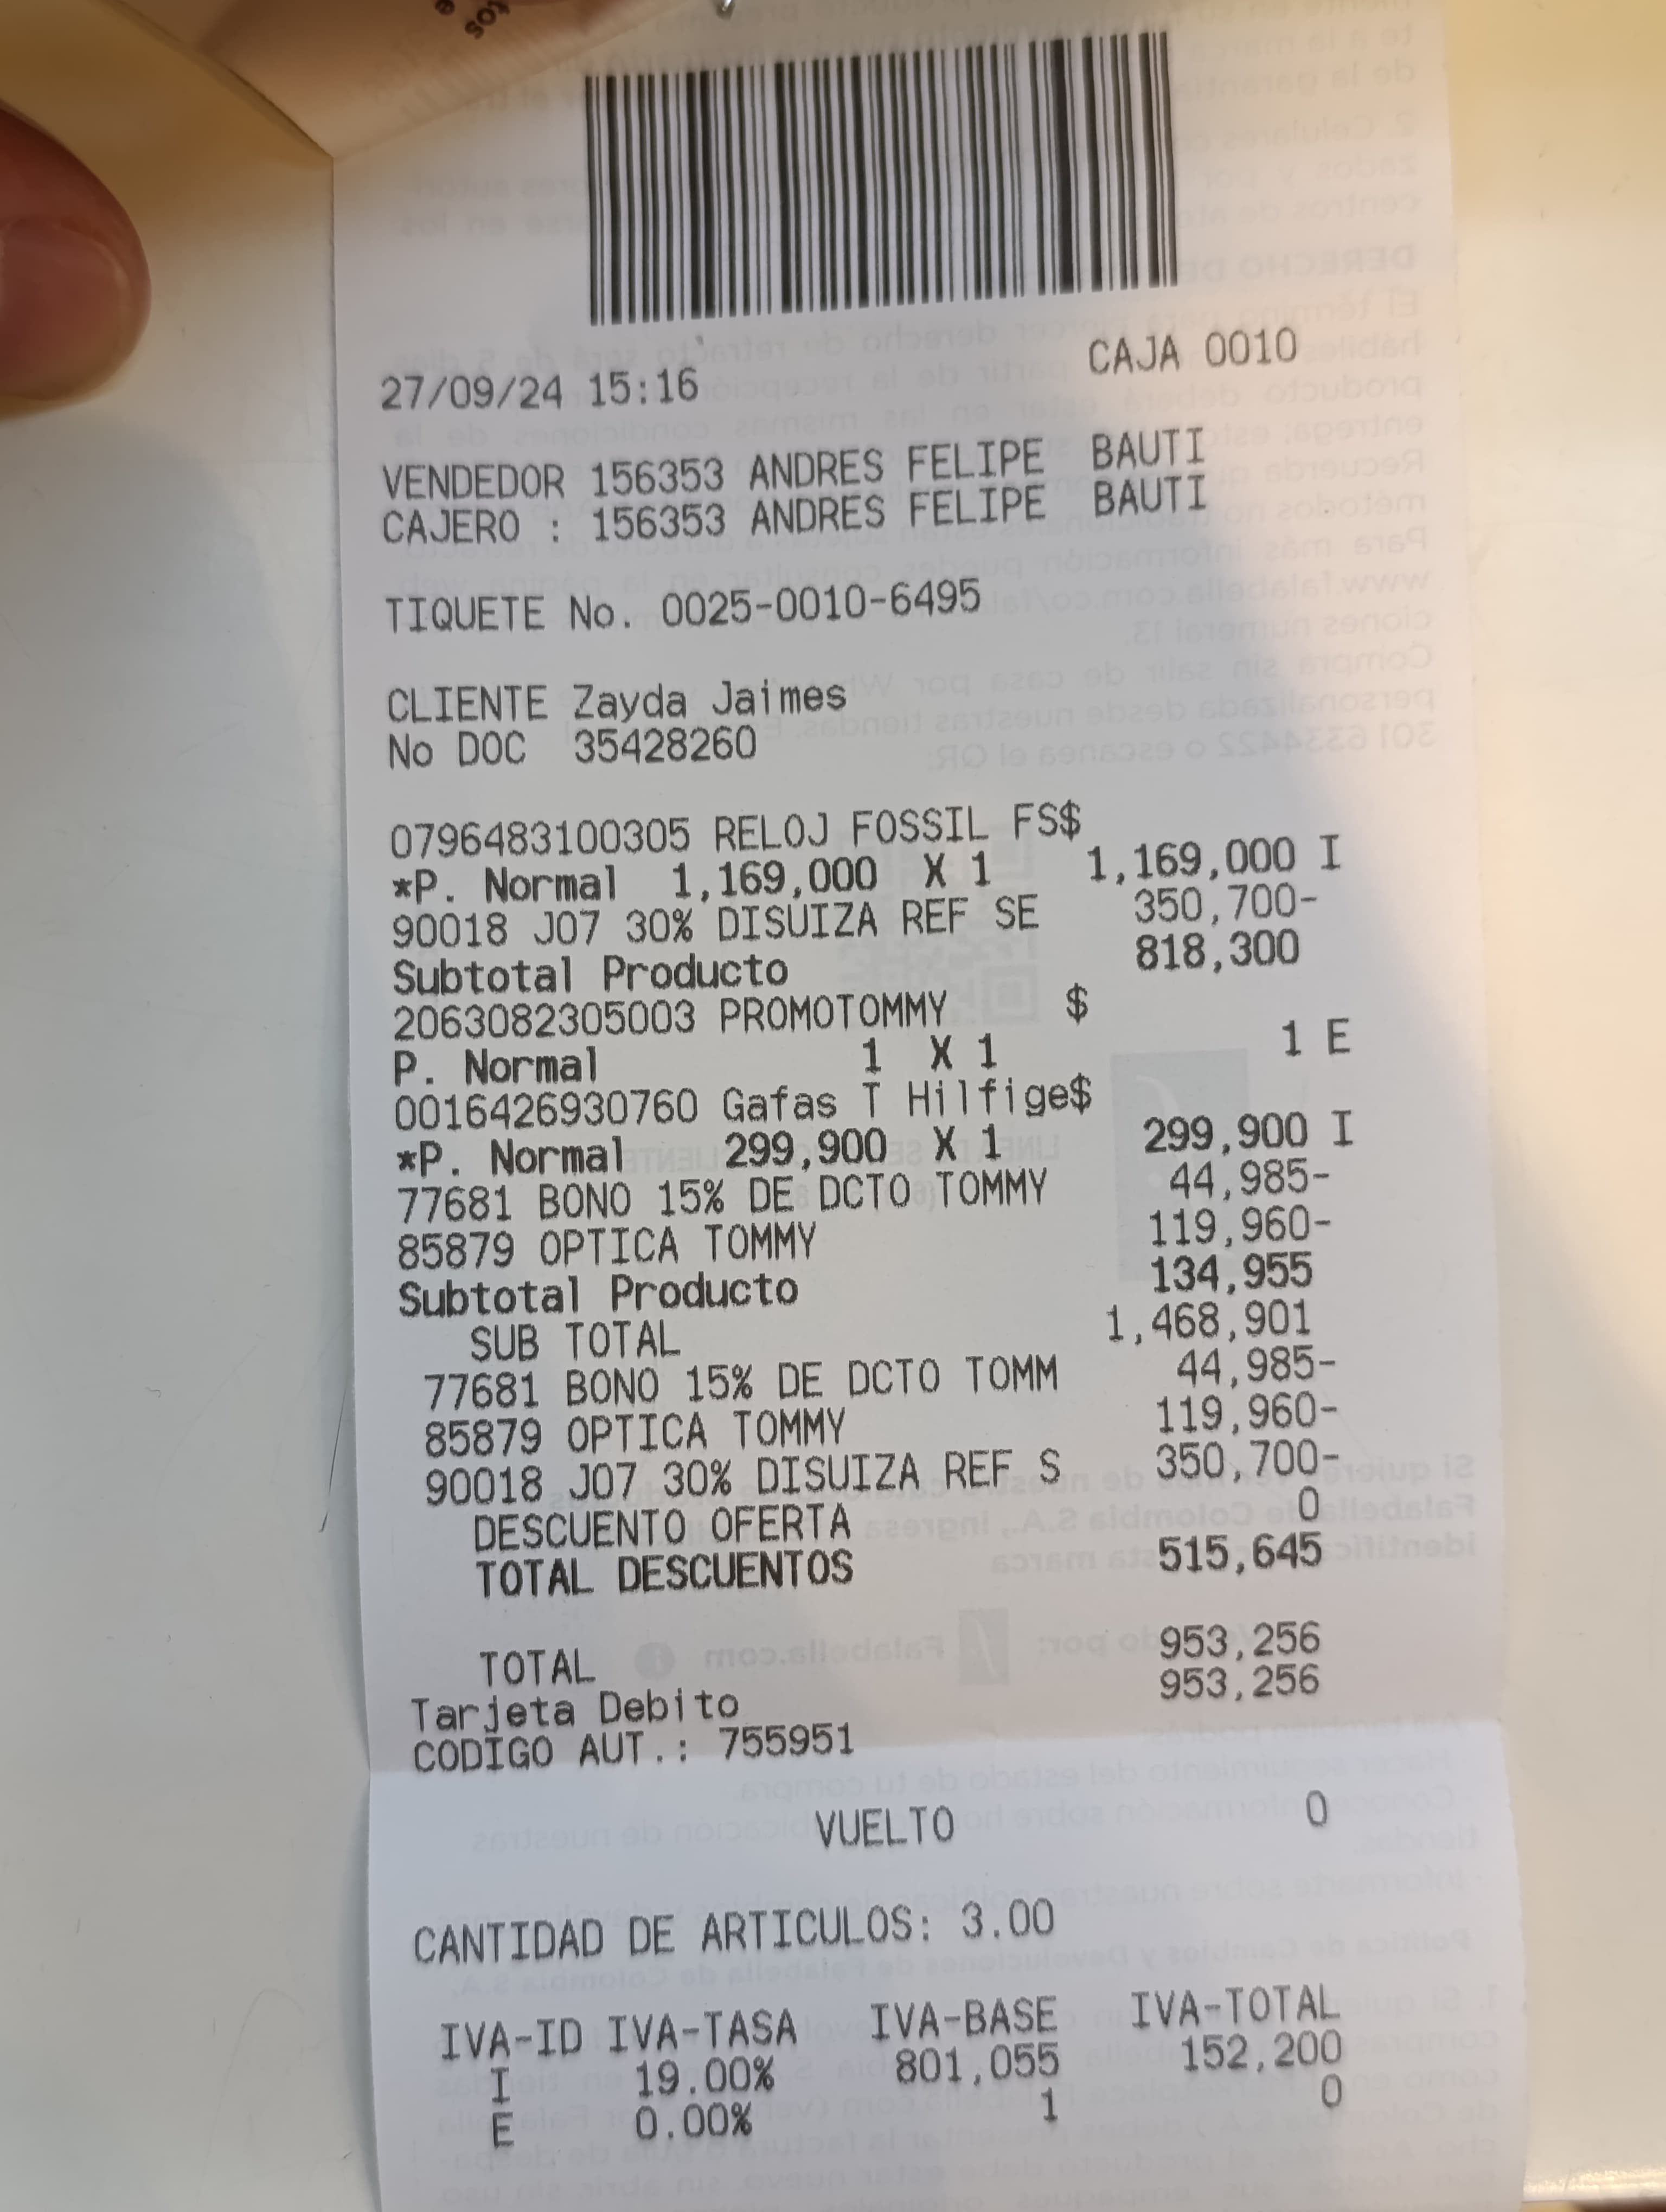 27/09/24 15:16 CAJA 0010
VENDEDOR 156353 ANDRES FELIPE BAUTI
CAJERO : 156353 ANDRES FELIPE BAUTI
TIQUETE No. 0025-0010-6495
CLIENTE Zayda Jaimes
No DOC 35428260
0796483100305 RELOJ FOSSIL FS$
*P. Normal 1,169,000 X 1 1,169,000 I
90018 J07 30% DISUIZA REF SE 350,700-
Subtotal Producto 818,300
2063082305003 PROMOTOMMY $
P. Normal 1 X 1 1 E
0016426930760 Gafas T Hilfige$
*P. Normal 299,900 X 1 299,900 I
77681 BONO 15% DE DCTO TOMMY 44,985-
85879 OPTICA TOMMY 119,960-
Subtotal Producto 134,955
SUB TOTAL 1,468,901
77681 BONO 15% DE DCTO TOMM 44,985-
85879 OPTICA TOMMY 119,960-
90018 J07 30% DISUIZA REF S 350,700-
DESCUENTO OFERTA 0
TOTAL DESCUENTOS 515,645
TOTAL 953,256
Tarjeta Debito 953,256
CODIGO AUT.: 755951
VUELTO 0
CANTIDAD DE ARTICULOS: 3.00
IVA-ID IVA-TASA IVA-BASE IVA-TOTAL
I 19.00% 801,055 152,200
E 0.00% 1 0